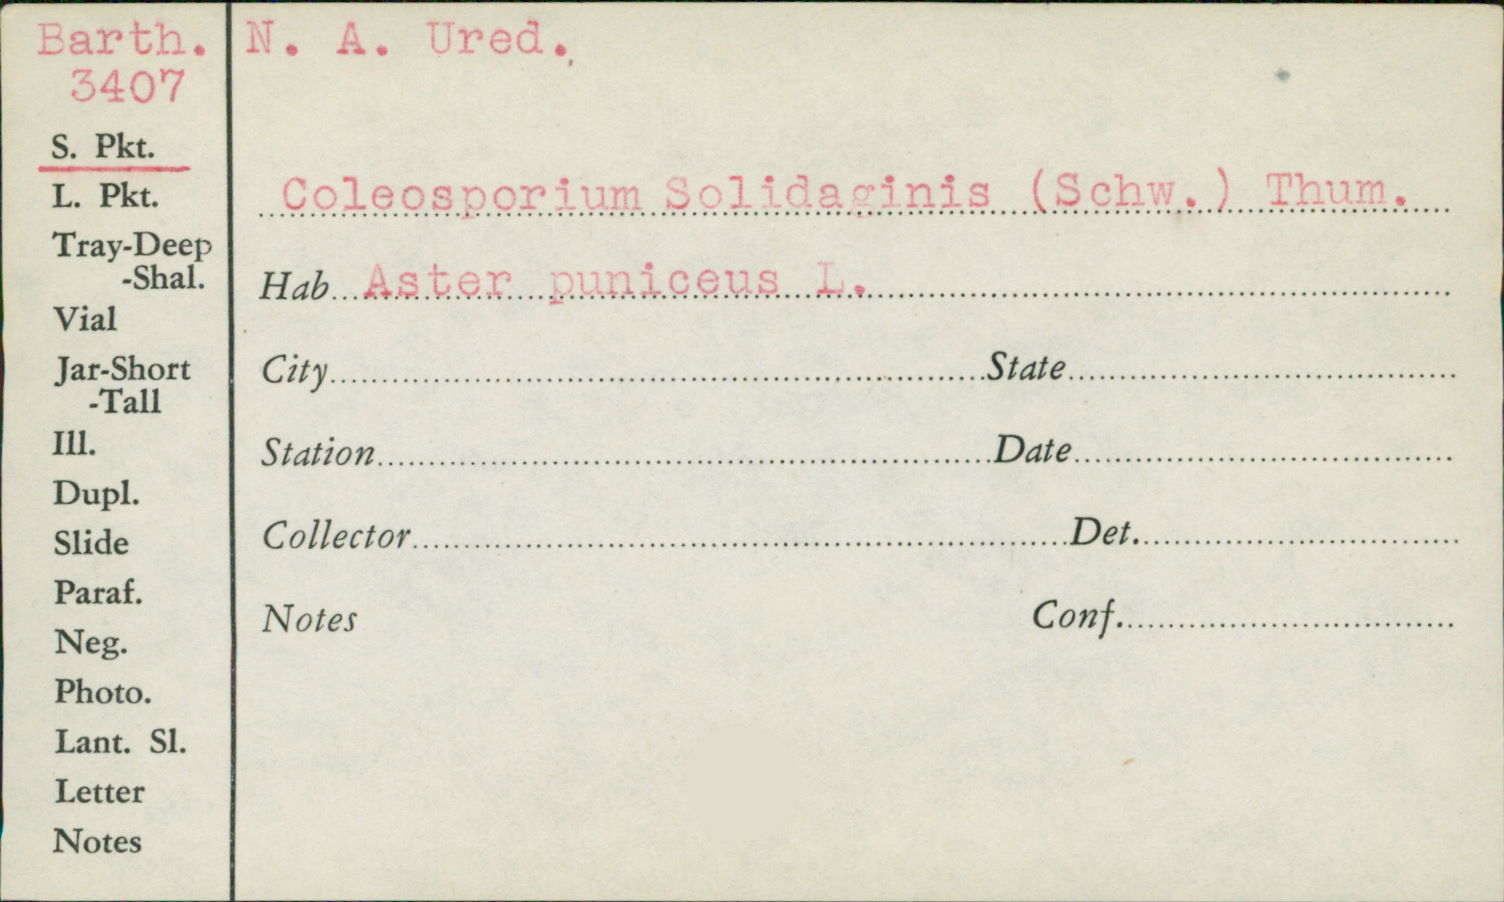 Barth.
3407
S. Pkt.
L. Pkt.
Tray-Deep
-Shal.
Vial
Jar-Short
-Tall
Ill.
Dupl.
Slide
Paraf.
Neg.
Photo.
Lant. Sl.
Letter
Notes
N. A. Ured.
Coleosporium Solidaginis (Schw.) Thum.
Hab Aster puniceus L.
City State
Station Date
Collector Det.
Notes Conf.